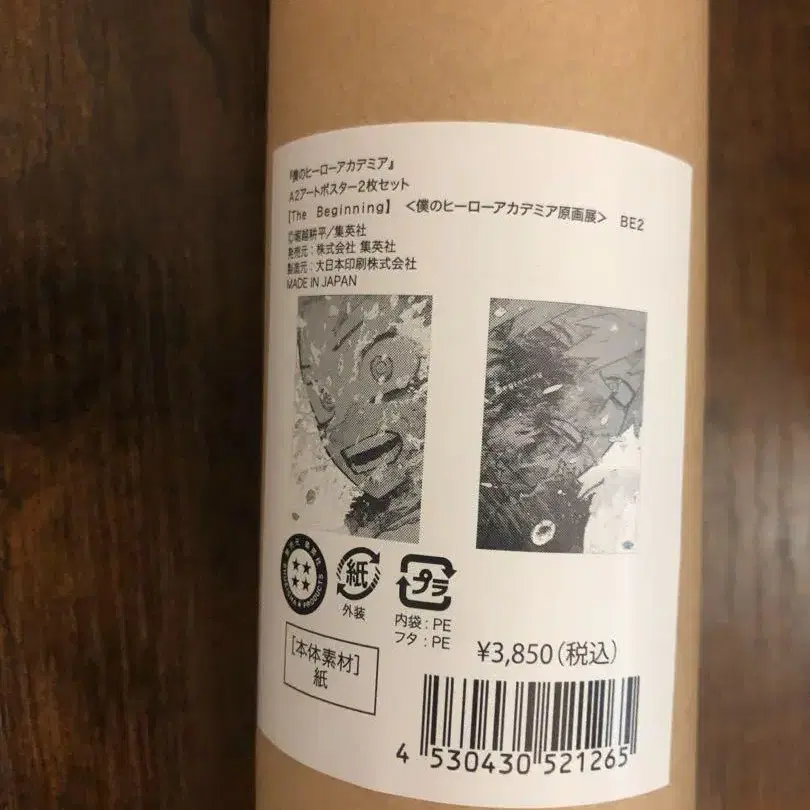 『僕のヒーローアカデミア』
A2アートポスター2枚セット
【The Beginning】 <僕のヒーローアカデミア原画展> BE2
©堀越耕平/集英社
発売元：株式会社 集英社
製造元：大日本印刷株式会社
MADE IN JAPAN
紙
外装
プラ
内袋：PE
フタ：PE
[本体素材]
紙
¥3,850(税込)
4 530430 521265